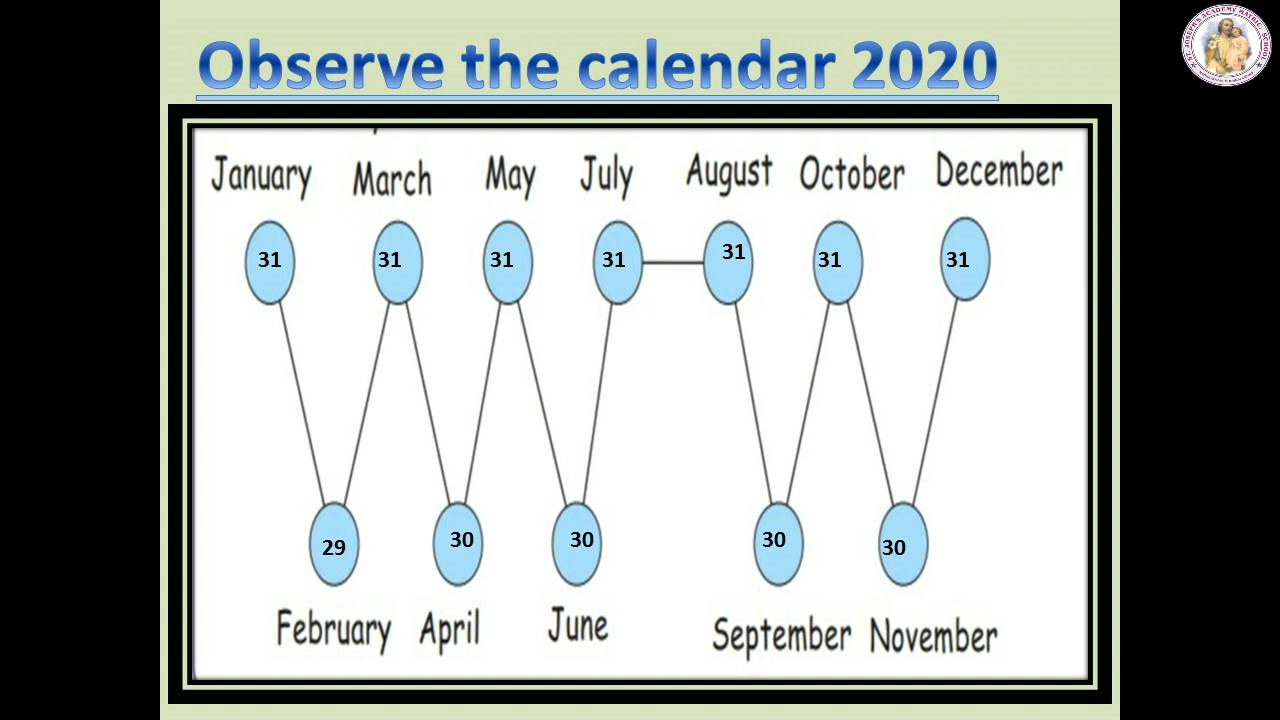 Observe the calendar 2020
January March May July August October December
31 31 31 31 31 31 31
29 30 30 30 30
February April June September November